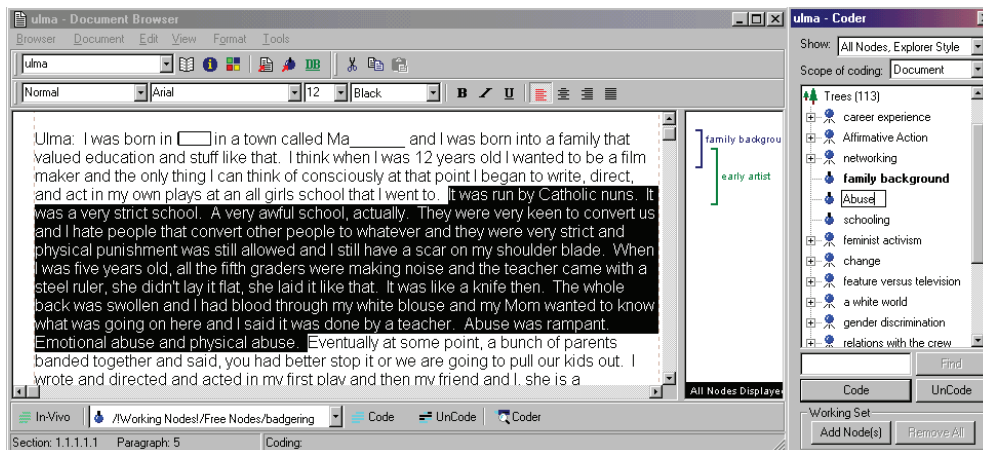 ulma - Document Browser
Browser Document Edit View Format Tools
ulma
DB
Normal Arial 12 Black B I U
Ulma: I was born in in a town called Ma______ and I was born into a family that
valued education and stuff like that. I think when I was 12 years old I wanted to be a film
maker and the only thing I can think of consciously at that point I began to write, direct,
and act in my own plays at an all girls school that I went to. It was run by Catholic nuns. It
was a very strict school. A very awful school, actually. They were very keen to convert us
and I hate people that convert other people to whatever and they were very strict and
physical punishment was still allowed and I still have a scar on my shoulder blade. When
I was five years old, all the fifth graders were making noise and the teacher came with a
steel ruler, she didn't lay it flat, she laid it like that. It was like a knife then. The whole
back was swollen and I had blood through my white blouse and my Mom wanted to know
what was going on here and I said it was done by a teacher. Abuse was rampant.
Emotional abuse and physical abuse. Eventually at some point, a bunch of parents
banded together and said, you had better stop it or we are going to pull our kids out. I
wrote and directed and acted in my first play and then my friend and I, she is a
family backgrou
early artist
All Nodes Displayed
In-Vivo /!Working Nodes!/Free Nodes/badgering Code UnCode Coder
Section: 1.1.1.1.1 Paragraph: 5 Coding:
ulma - Coder
Show: All Nodes, Explorer Style
Scope of coding: Document
Trees (113)
career experience
Affirmative Action
networking
family background
Abuse
schooling
feminist activism
change
feature versus television
a white world
gender discrimination
relations with the crew
Find
Code UnCode
Working Set
Add Node(s) Remove All